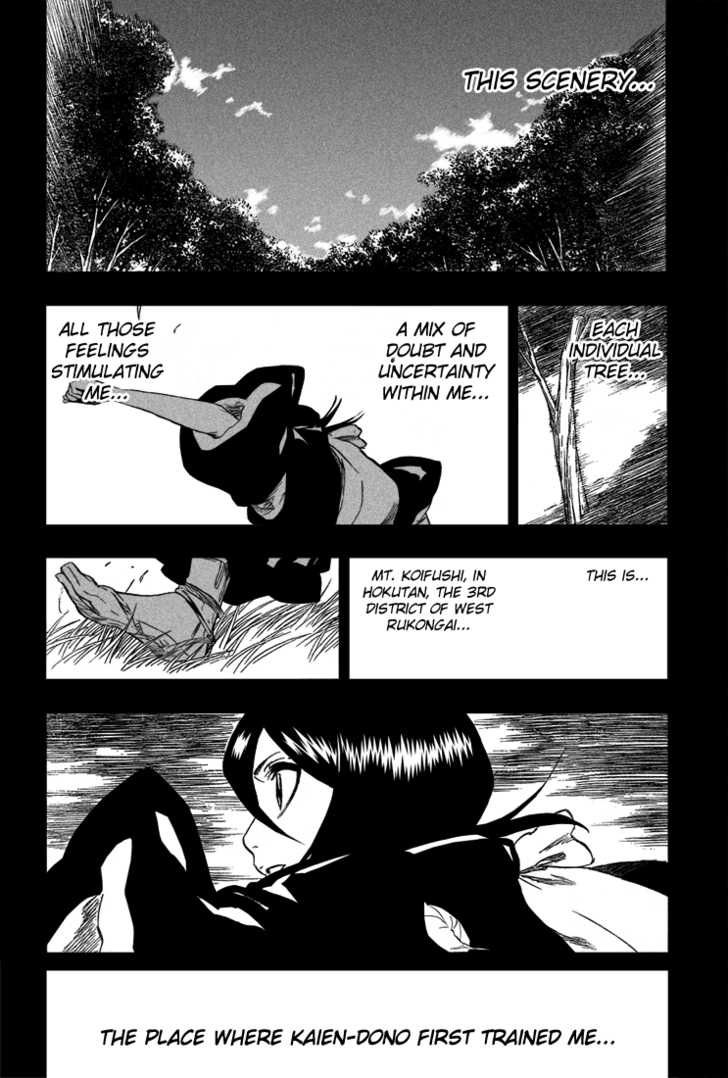 THIS SCENERY...
EACH
INDIVIDUAL
TREE...
A MIX OF
DOUBT AND
UNCERTAINTY
WITHIN ME...
ALL THOSE
FEELINGS
STIMULATING
ME...
THIS IS...
MT. KOIFUSHI, IN
HOKUTAN, THE 3RD
DISTRICT OF WEST
RUKONGAI...
THE PLACE WHERE KAIEN-DONO FIRST TRAINED ME...